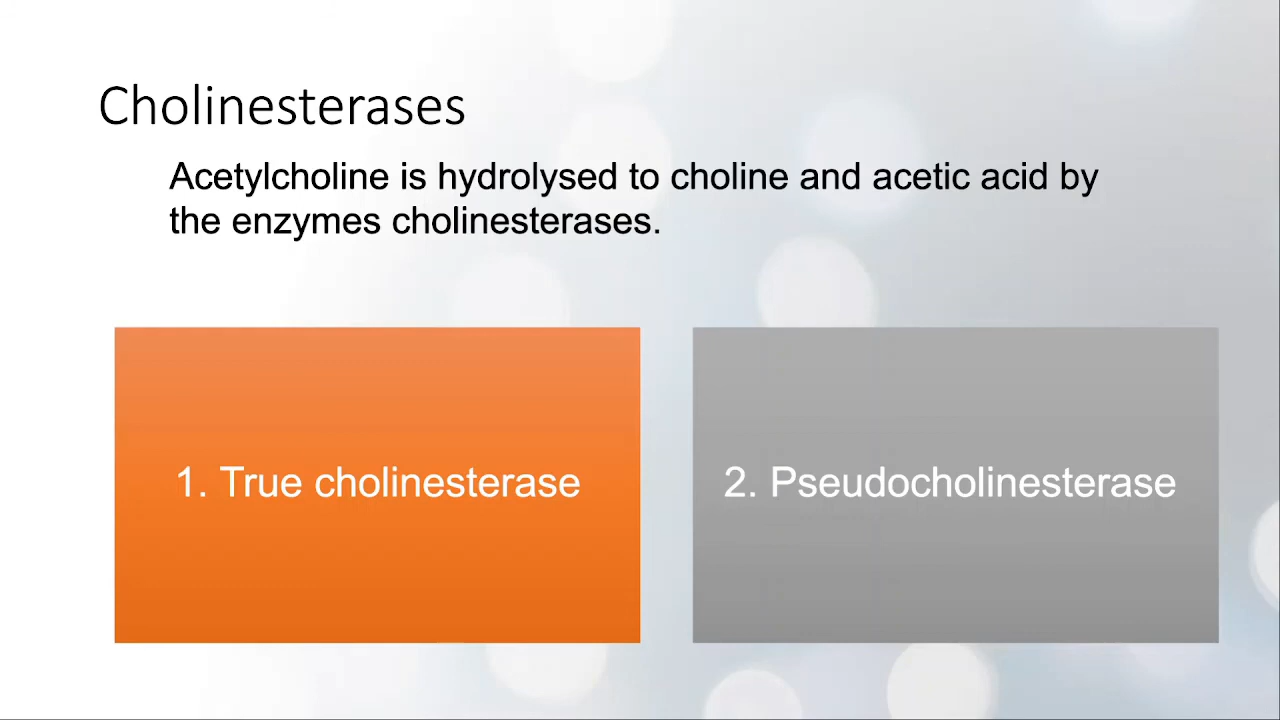 Cholinesterases
Acetylcholine is hydrolysed to choline and acetic acid by
the enzymes cholinesterases.
1. True cholinesterase
2. Pseudocholinesterase